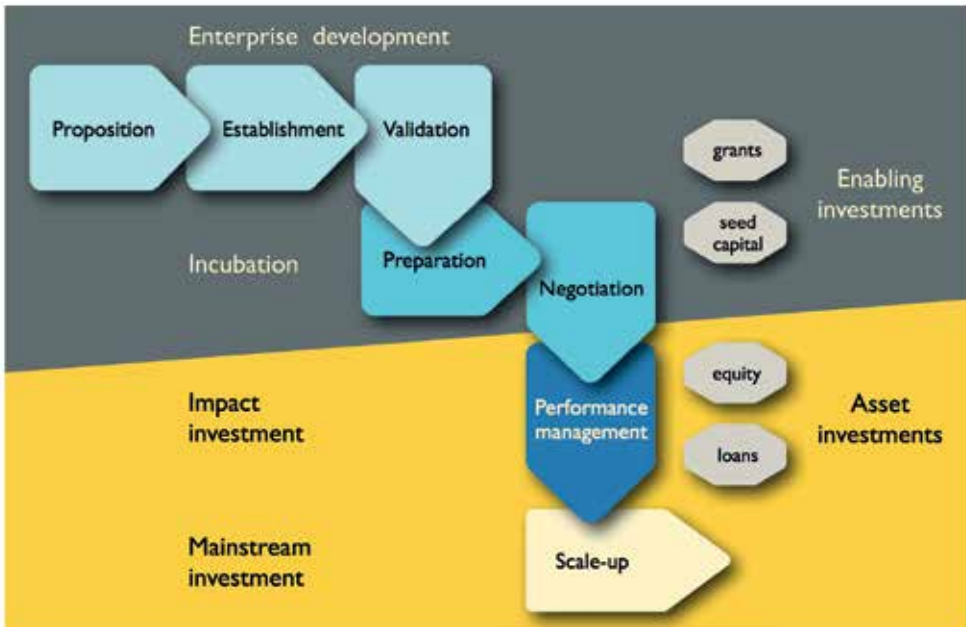 Enterprise development
Proposition
Establishment
Validation
grants
Enabling
investments
seed
capital
Incubation
Preparation
Negotiation
Impact
investment
Performance
management
equity
Asset
investments
loans
Mainstream
investment
Scale-up